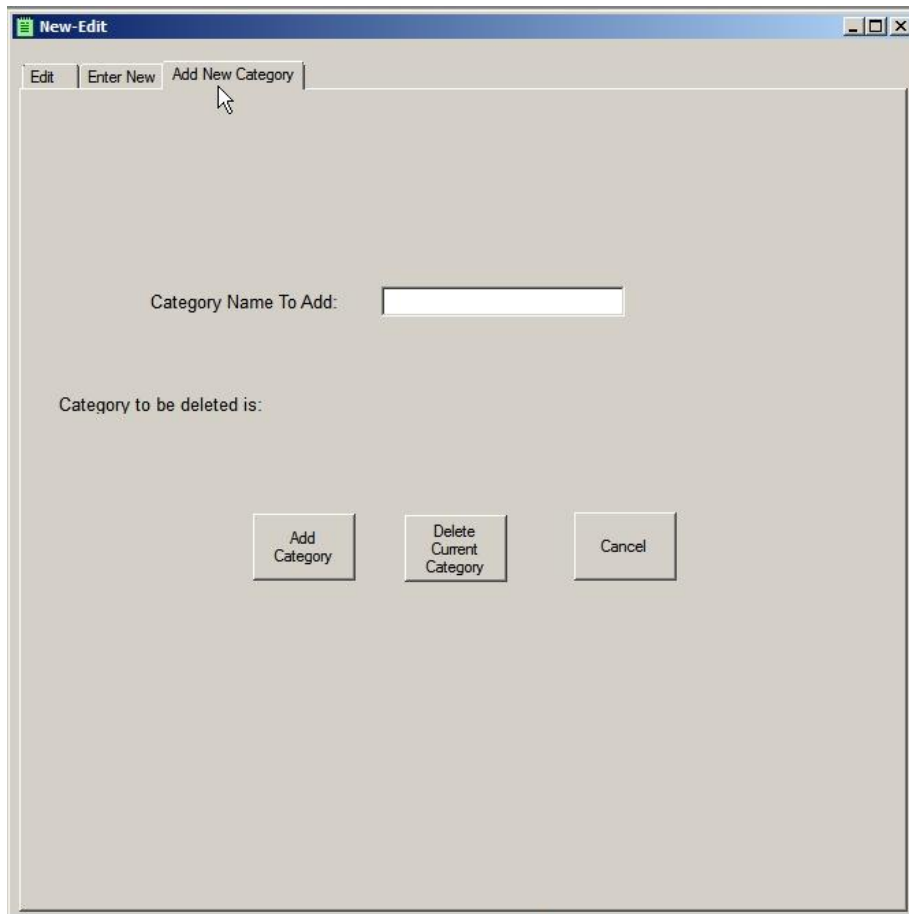 New-Edit
Edit
Enter New
Add New Category
Category Name To Add:
Category to be deleted is:
Add
Category
Delete
Current
Category
Cancel